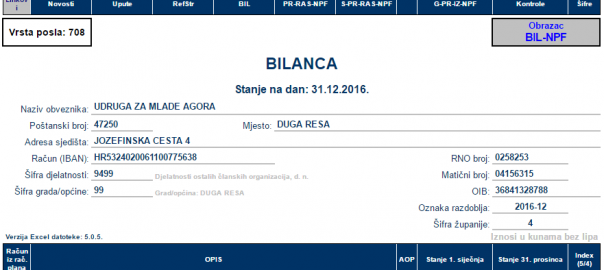 Linkovi Novosti Upute RefStr BIL PR-RAS-NPF S-PR-RAS-NPF G-PR-IZ-NPF Kontrole Šifre
Vrsta posla: 708
Obrazac
BIL-NPF
BILANCA
Stanje na dan: 31.12.2016.
Naziv obveznika: UDRUGA ZA MLADE AGORA
Poštanski broj: 47250 Mjesto: DUGA RESA
Adresa sjedišta: JOZEFINSKA CESTA 4
Račun (IBAN): HR5324020061100775638 RNO broj: 0258253
Šifra djelatnosti: 9499 Djelatnosti ostalih članskih organizacija, d. n. Matični broj: 04156315
Šifra grada/općine: 99 Grad/općina: DUGA RESA OIB: 36841328788
Oznaka razdoblja: 2016-12
Šifra županije: 4
Verzija Excel datoteke: 5.0.5. Iznosi u kunama bez lipa
Račun iz rač. plana OPIS AOP Stanje 1. siječnja Stanje 31. prosinca Index (5/4)